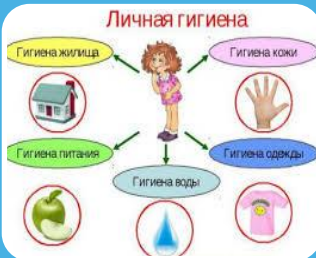 Личная гигиена
Гигиена жилища
Гигиена кожи
Гигиена питания
Гигиена одежды
Гигиена воды